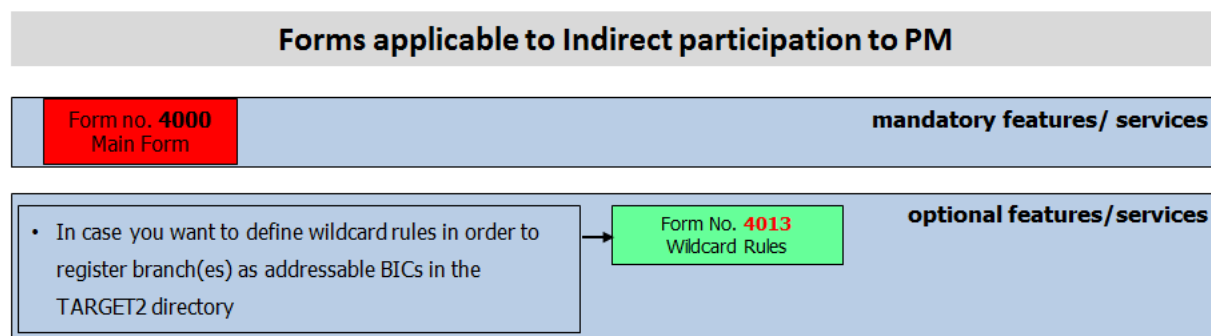 Forms applicable to Indirect participation to PM
Form no. 4000
Main Form
mandatory features/ services
• In case you want to define wildcard rules in order to
register branch(es) as addressable BICs in the
TARGET2 directory
Form No. 4013
Wildcard Rules
optional features/services